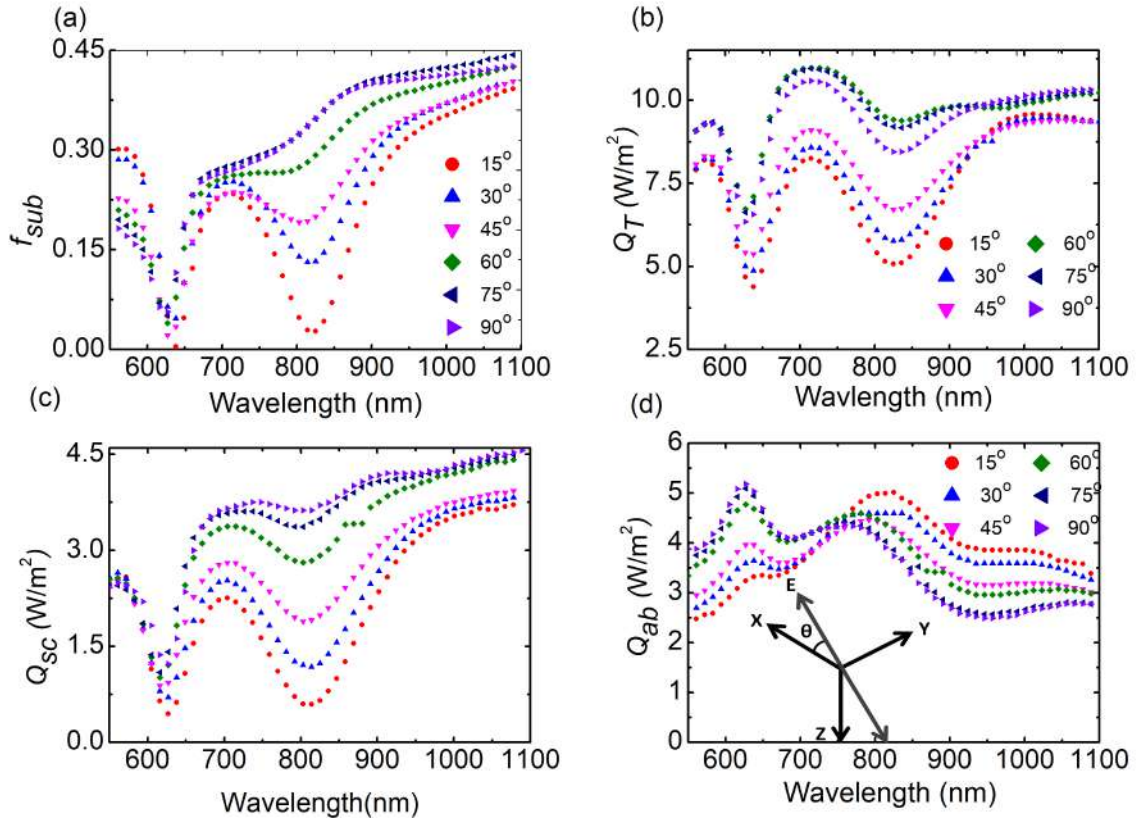 (a)
0.45
0.30
0.15
0.00
f_sub
15°
30°
45°
60°
75°
90°
600 700 800 900 1000 1100
Wavelength (nm)
(b)
10.0
7.5
5.0
2.5
Q_T (W/m²)
15° 60°
30° 75°
45° 90°
600 700 800 900 1000 1100
Wavelength (nm)
(c)
4.5
3.0
1.5
0.0
Q_sc (W/m²)
600 700 800 900 1000 1100
Wavelength(nm)
(d)
6
5
4
3
2
1
0
Q_ab (W/m²)
15° 60°
30° 75°
45° 90°
E
X
θ
Y
Z
600 700 800 900 1000 1100
Wavelength (nm)